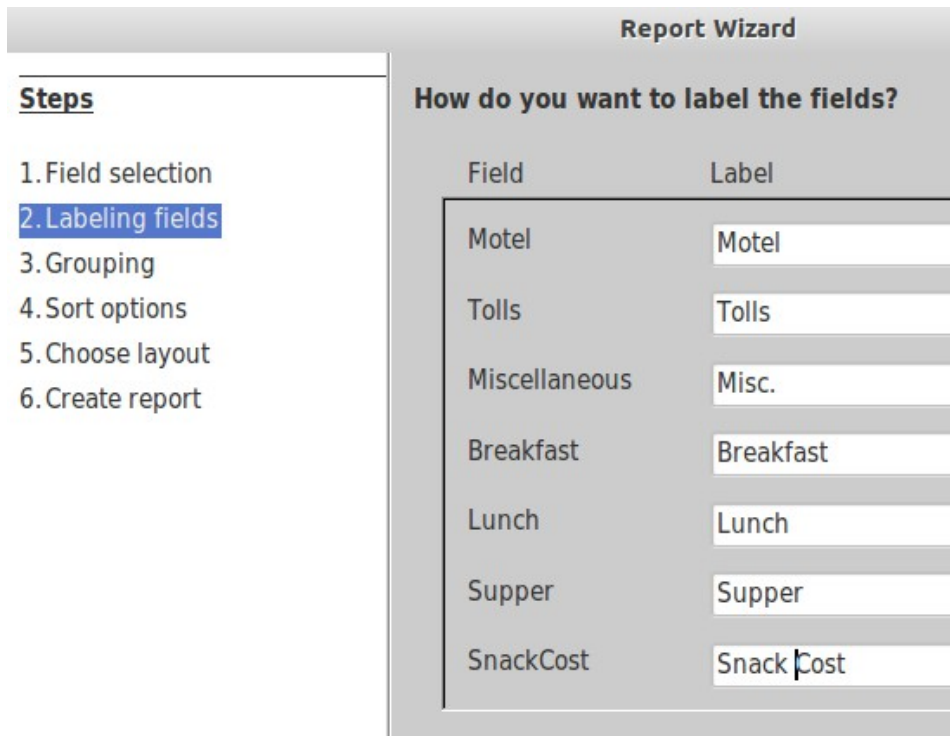 Report Wizard
Steps
1. Field selection
2. Labeling fields
3. Grouping
4. Sort options
5. Choose layout
6. Create report
How do you want to label the fields?
Field Label
Motel Motel
Tolls Tolls
Miscellaneous Misc.
Breakfast Breakfast
Lunch Lunch
Supper Supper
SnackCost Snack Cost